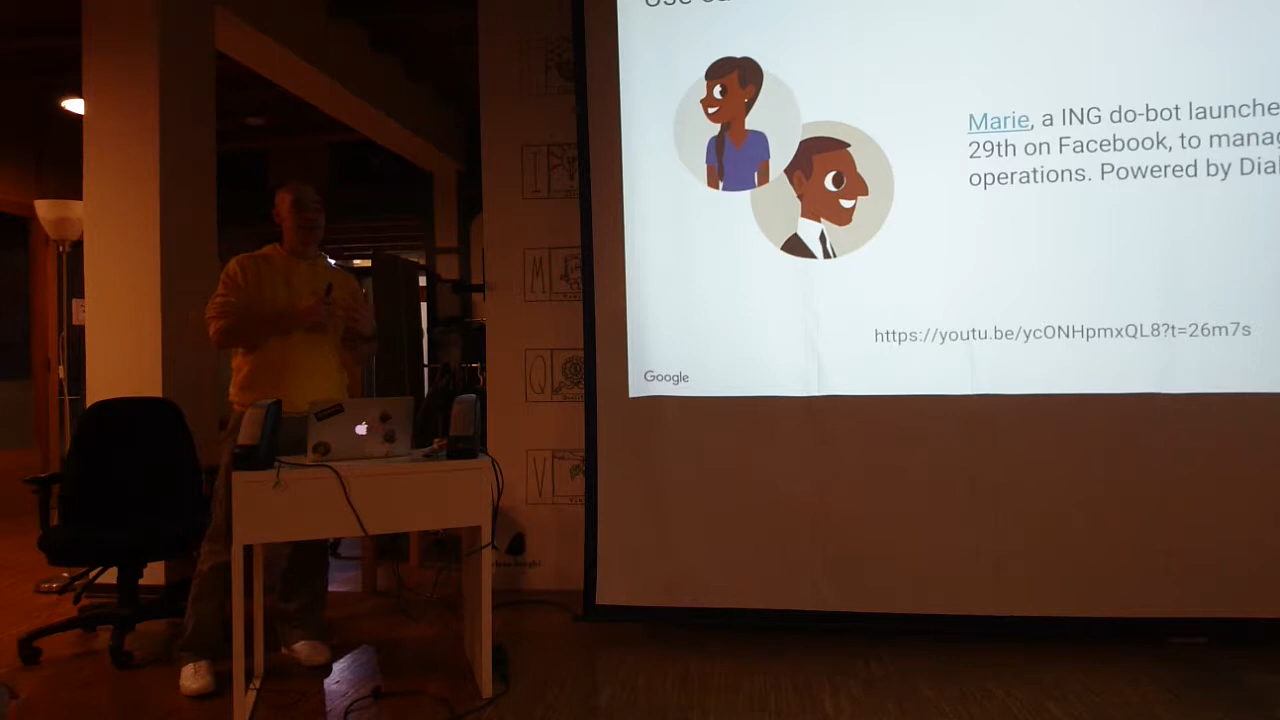 Use
Marie, a ING do-bot launche
29th on Facebook, to manag
operations. Powered by Dial
https://youtu.be/ycONHpmxQL8?t=26m7s
Google
I
M
Q
V